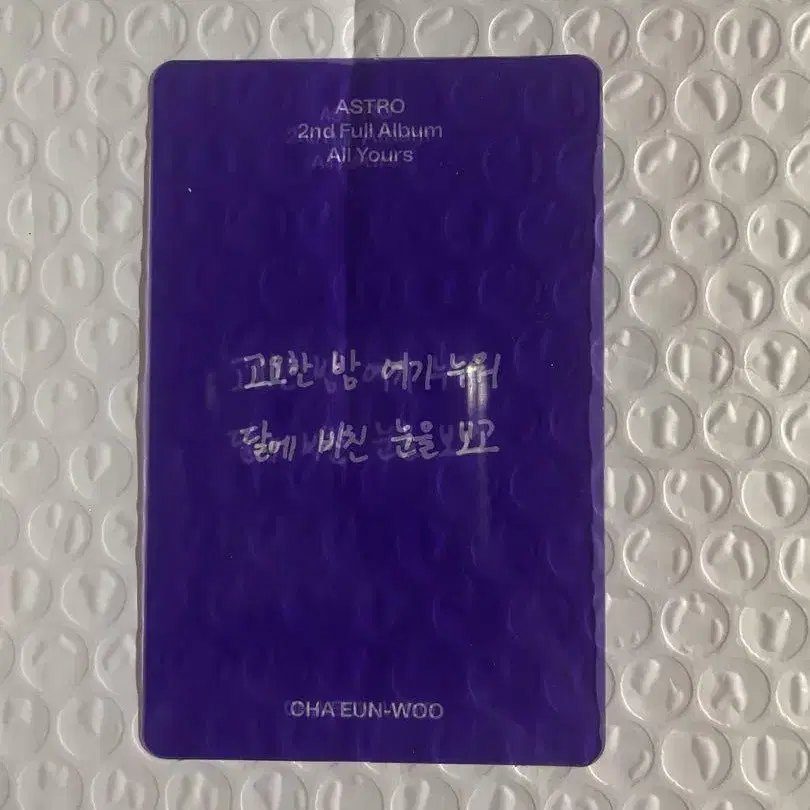 ASTRO
2nd Full Album
All Yours
고요한 밤 여기 누워
달에 비친 눈을 보고
CHA EUN-WOO